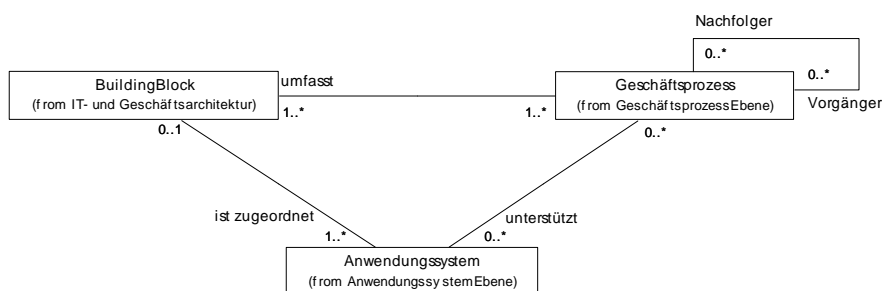 Nachfolger
0..*
BuildingBlock
(from IT- und Geschäftsarchitektur)
umfasst
1..*
1..*
Geschäftsprozess
(from GeschäftsprozessEbene)
0..*
Vorgänger
0..1
0..*
ist zugeordnet
1..*
unterstützt
0..*
Anwendungssystem
(from AnwendungssystemEbene)